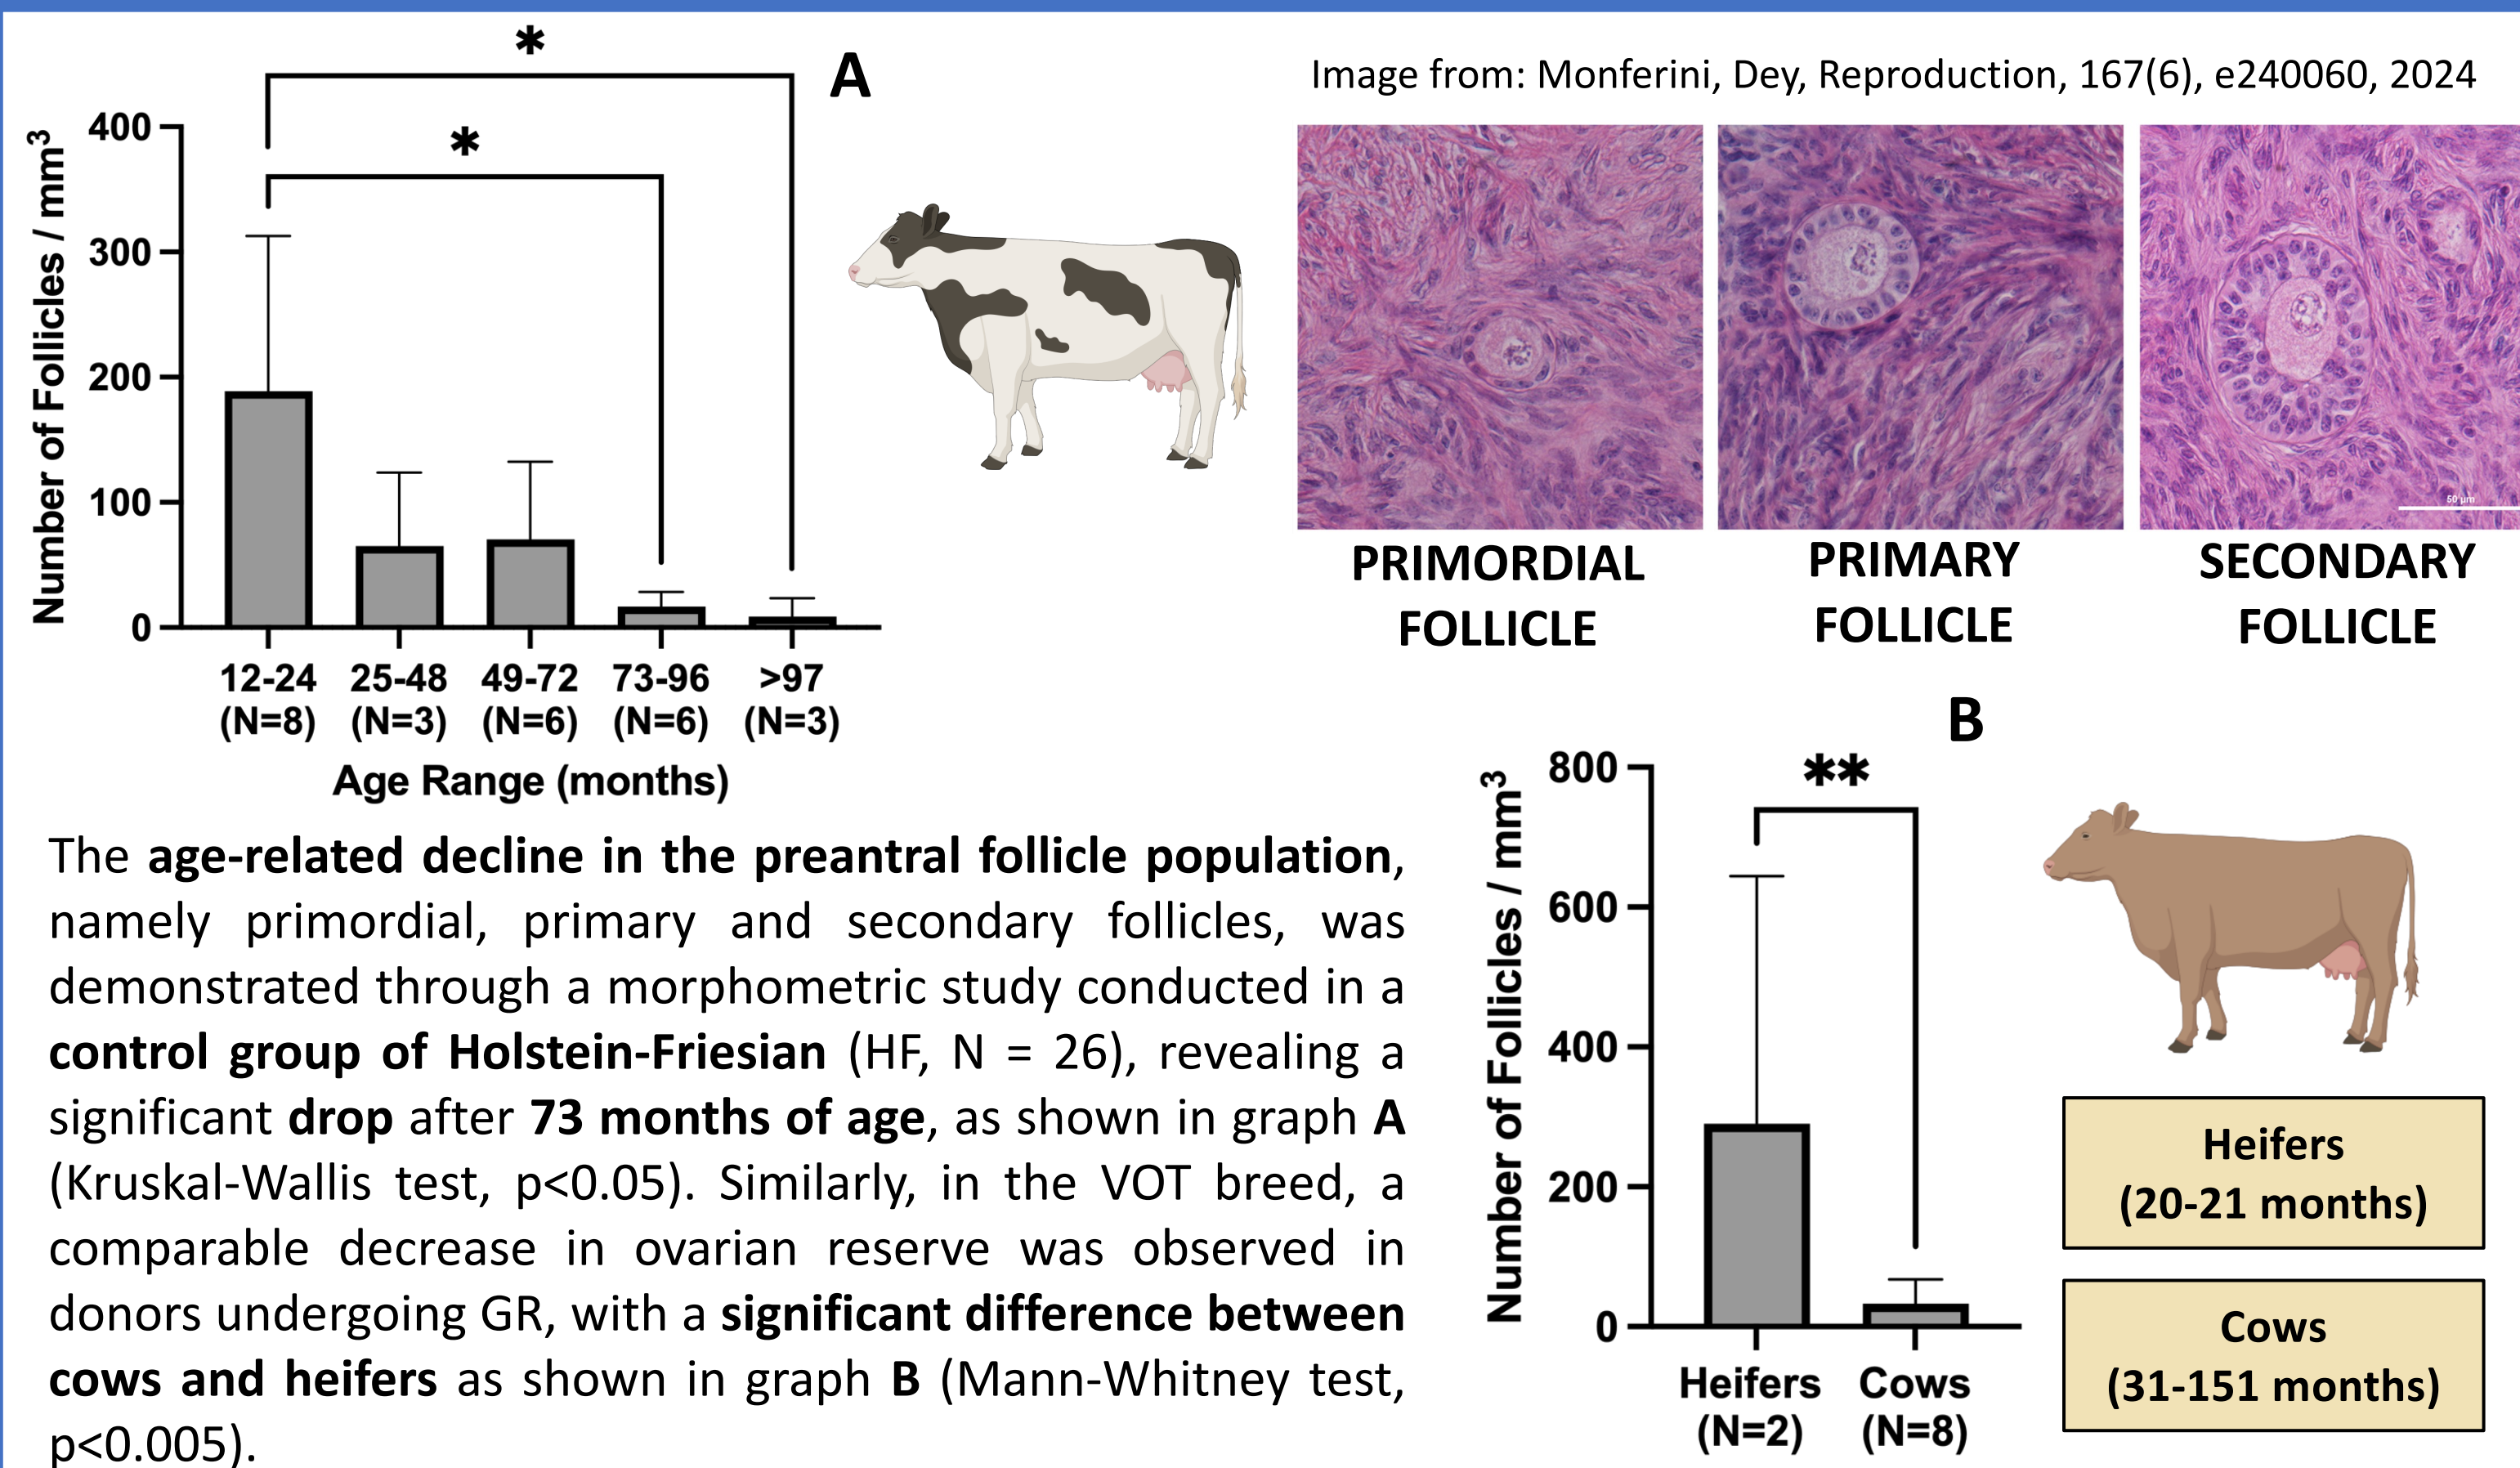 *
A
*
400
300
200
100
0
Number of Follicles / mm³
12-24 25-48 49-72 73-96 >97
(N=8) (N=3) (N=6) (N=6) (N=3)
Age Range (months)
Image from: Monferini, Dey, Reproduction, 167(6), e240060, 2024
50 µm
PRIMORDIAL
FOLLICLE
PRIMARY
FOLLICLE
SECONDARY
FOLLICLE
The age-related decline in the preantral follicle population,
namely primordial, primary and secondary follicles, was
demonstrated through a morphometric study conducted in a
control group of Holstein-Friesian (HF, N = 26), revealing a
significant drop after 73 months of age, as shown in graph A
(Kruskal-Wallis test, p<0.05). Similarly, in the VOT breed, a
comparable decrease in ovarian reserve was observed in
donors undergoing GR, with a significant difference between
cows and heifers as shown in graph B (Mann-Whitney test,
p<0.005).
B
**
800
600
400
200
0
Number of Follicles / mm³
Heifers Cows
(N=2) (N=8)
Heifers
(20-21 months)
Cows
(31-151 months)